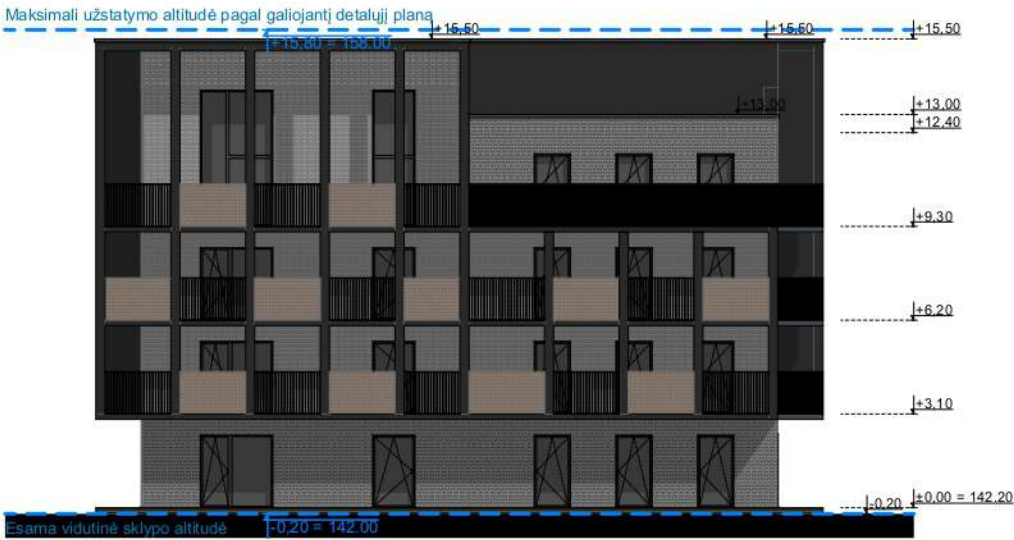 Maksimali užstatymo altitudė pagal galiojantį detalųjį planą
+15,50
+15,50
+15,50
+15,80 = 158.00
+13,00
+13,00
+12,40
+9,30
+6,20
+3,10
-0,20
±0,00 = 142,20
Esama vidutinė sklypo altitudė
-0,20 = 142.00